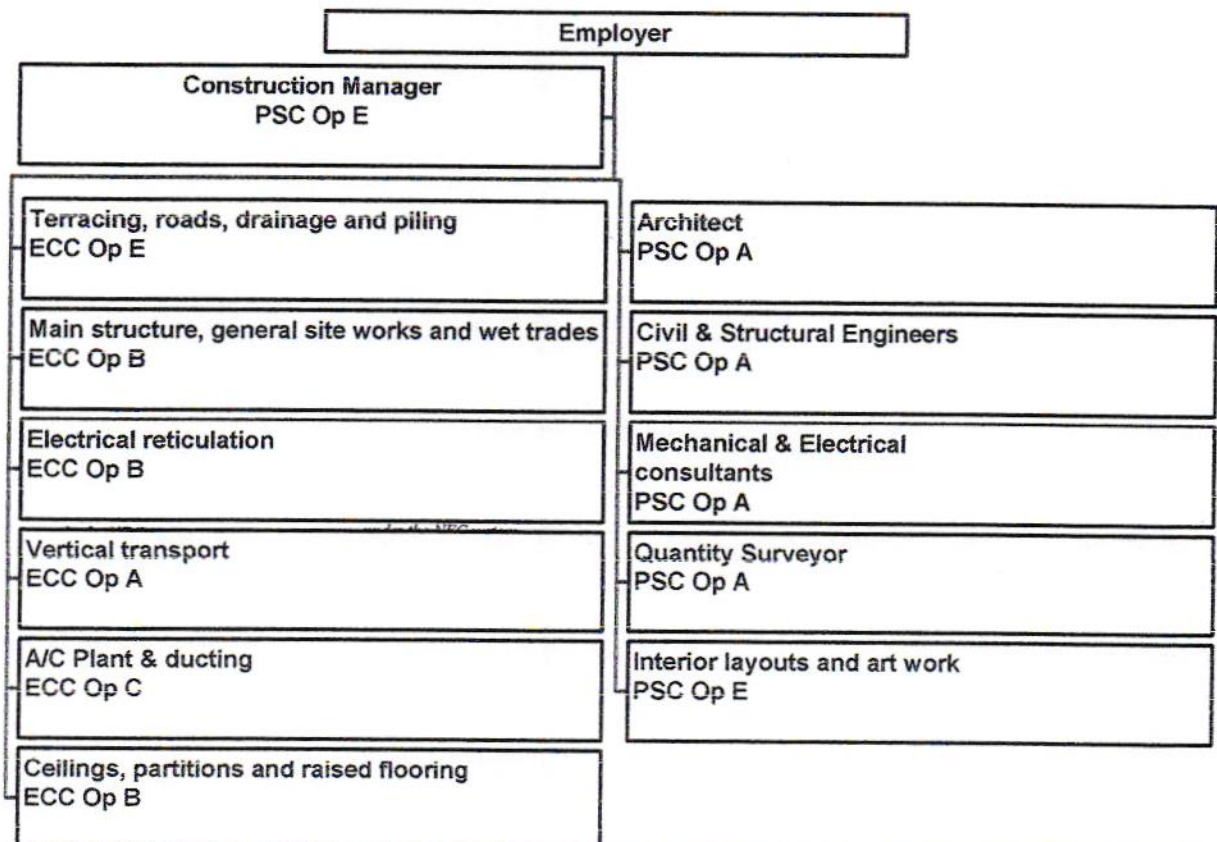 Employer
Construction Manager
PSC Op E
Terracing, roads, drainage and piling
ECC Op E
Main structure, general site works and wet trades
ECC Op B
Electrical reticulation
ECC Op B
Vertical transport
ECC Op A
A/C Plant & ducting
ECC Op C
Ceilings, partitions and raised flooring
ECC Op B
Architect
PSC Op A
Civil & Structural Engineers
PSC Op A
Mechanical & Electrical
consultants
PSC Op A
Quantity Surveyor
PSC Op A
Interior layouts and art work
PSC Op E